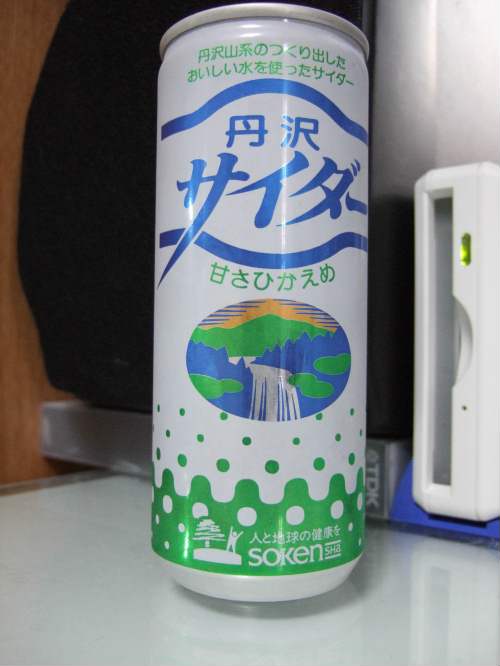 丹沢山系のつくり出した
おいしい水を使ったサイダー
丹沢
サイダー
甘さひかえめ
人と地球の健康を
soken
sha
TDK